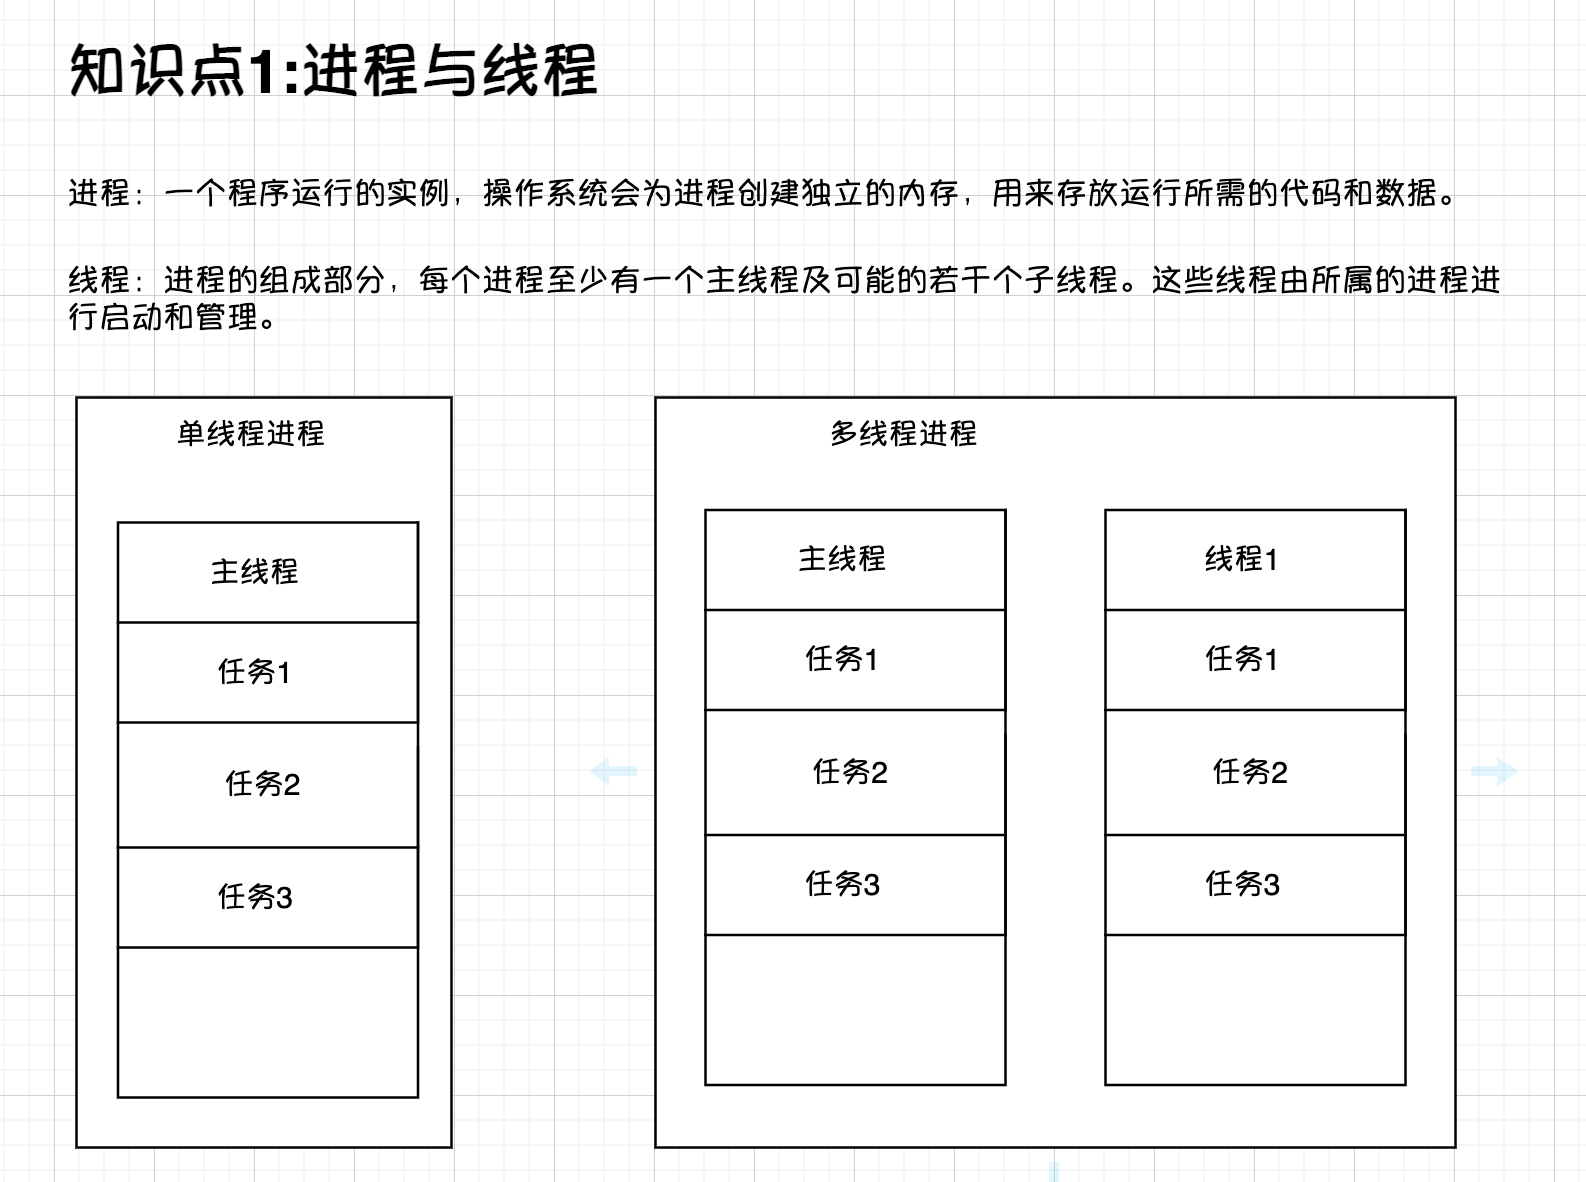 知识点1:进程与线程
进程：一个程序运行的实例，操作系统会为进程创建独立的内存，用来存放运行所需的代码和数据。
线程：进程的组成部分，每个进程至少有一个主线程及可能的若干个子线程。这些线程由所属的进程进
行启动和管理。
单线程进程
主线程
任务1
任务2
任务3
多线程进程
主线程
任务1
任务2
任务3
线程1
任务1
任务2
任务3